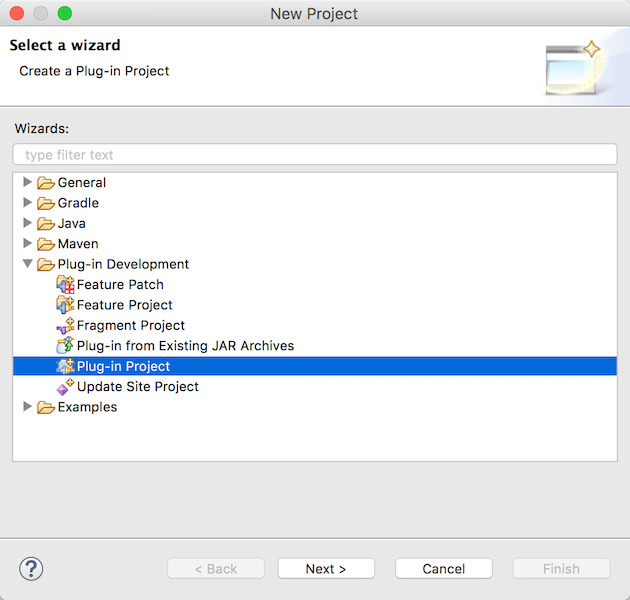 New Project
Select a wizard
Create a Plug-in Project
Wizards:
type filter text
General
Gradle
Java
Maven
Plug-in Development
Feature Patch
Feature Project
Fragment Project
Plug-in from Existing JAR Archives
Plug-in Project
Update Site Project
Examples
? < Back Next > Cancel Finish